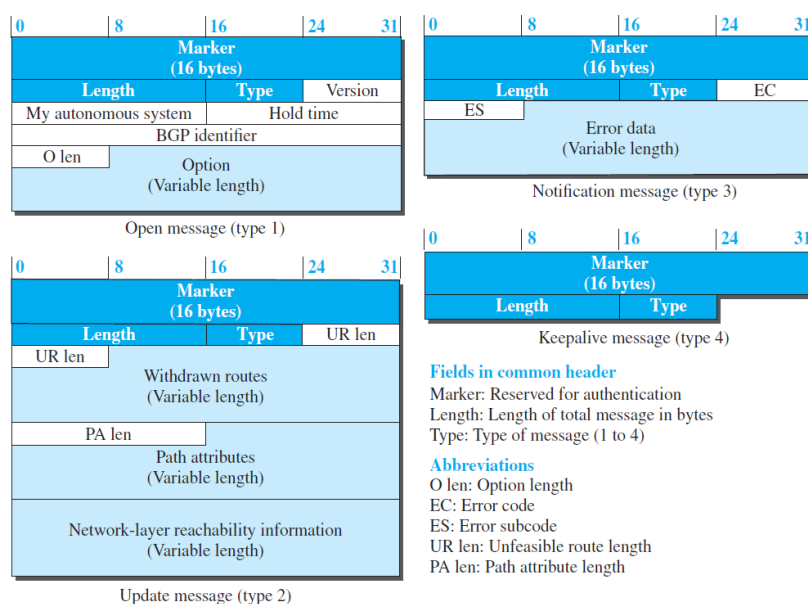 0 8 16 24 31
Marker
(16 bytes)
Length Type Version
My autonomous system Hold time
BGP identifier
O len
Option
(Variable length)
Open message (type 1)
0 8 16 24 31
Marker
(16 bytes)
Length Type UR len
UR len
Withdrawn routes
(Variable length)
PA len
Path attributes
(Variable length)
Network-layer reachability information
(Variable length)
Update message (type 2)
0 8 16 24 31
Marker
(16 bytes)
Length Type EC
ES
Error data
(Variable length)
Notification message (type 3)
0 8 16 24 31
Marker
(16 bytes)
Length Type
Keepalive message (type 4)
Fields in common header
Marker: Reserved for authentication
Length: Length of total message in bytes
Type: Type of message (1 to 4)
Abbreviations
O len: Option length
EC: Error code
ES: Error subcode
UR len: Unfeasible route length
PA len: Path attribute length